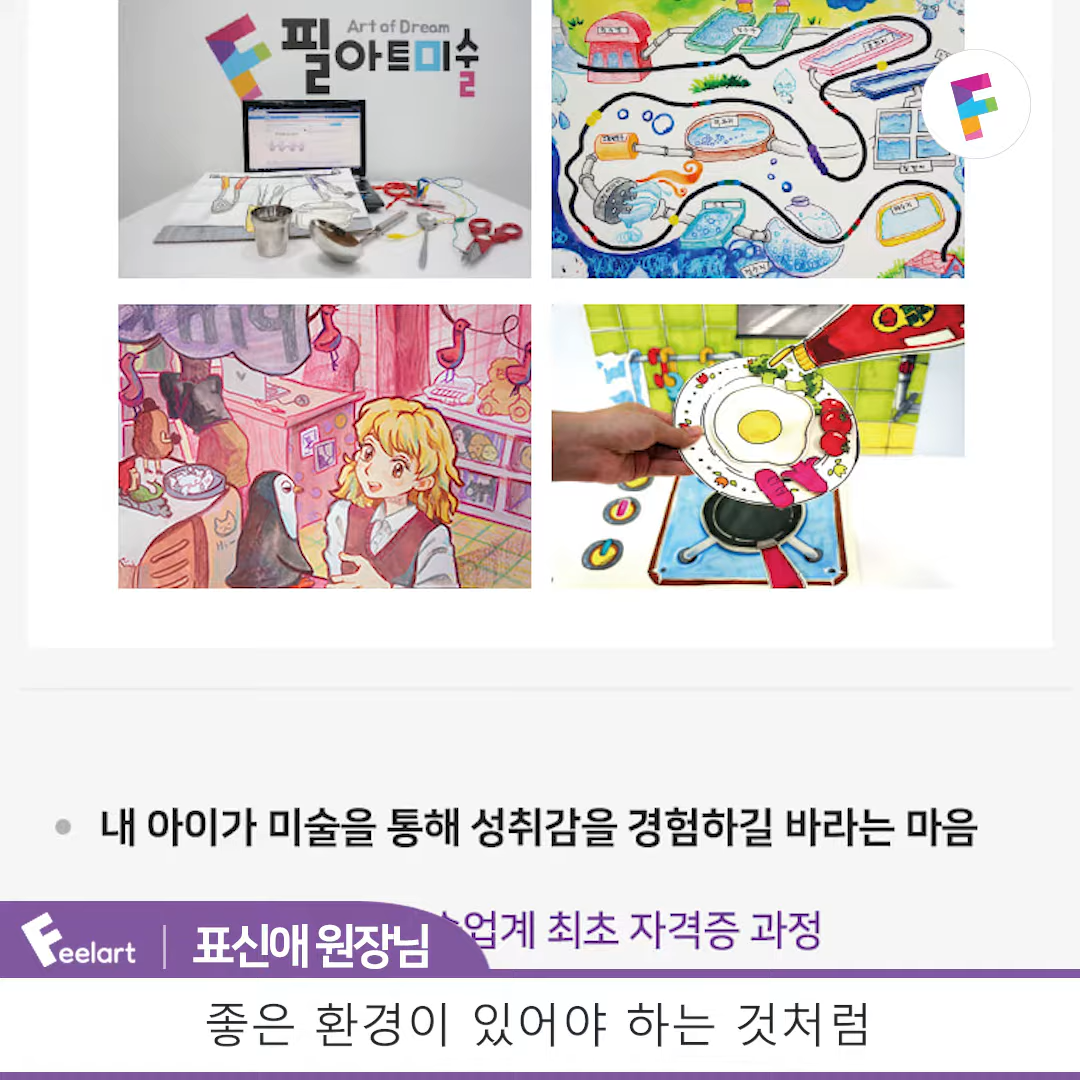 Art of Dream
필아트미술
내 아이가 미술을 통해 성취감을 경험하길 바라는 마음
업계 최초 자격증 과정
Feelart
표신애 원장님
좋은 환경이 있어야 하는 것처럼